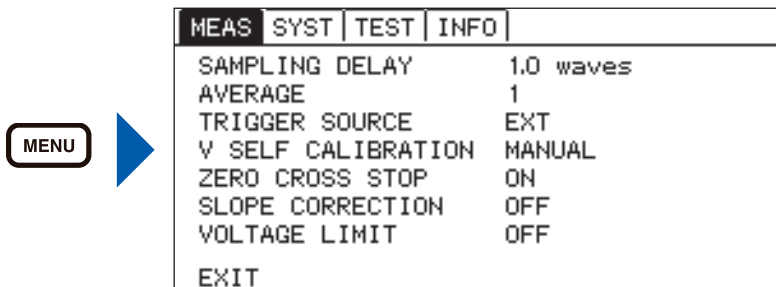 MENU
MEAS SYST TEST INFO
SAMPLING DELAY 1.0 waves
AVERAGE 1
TRIGGER SOURCE EXT
V SELF CALIBRATION MANUAL
ZERO CROSS STOP ON
SLOPE CORRECTION OFF
VOLTAGE LIMIT OFF
EXIT